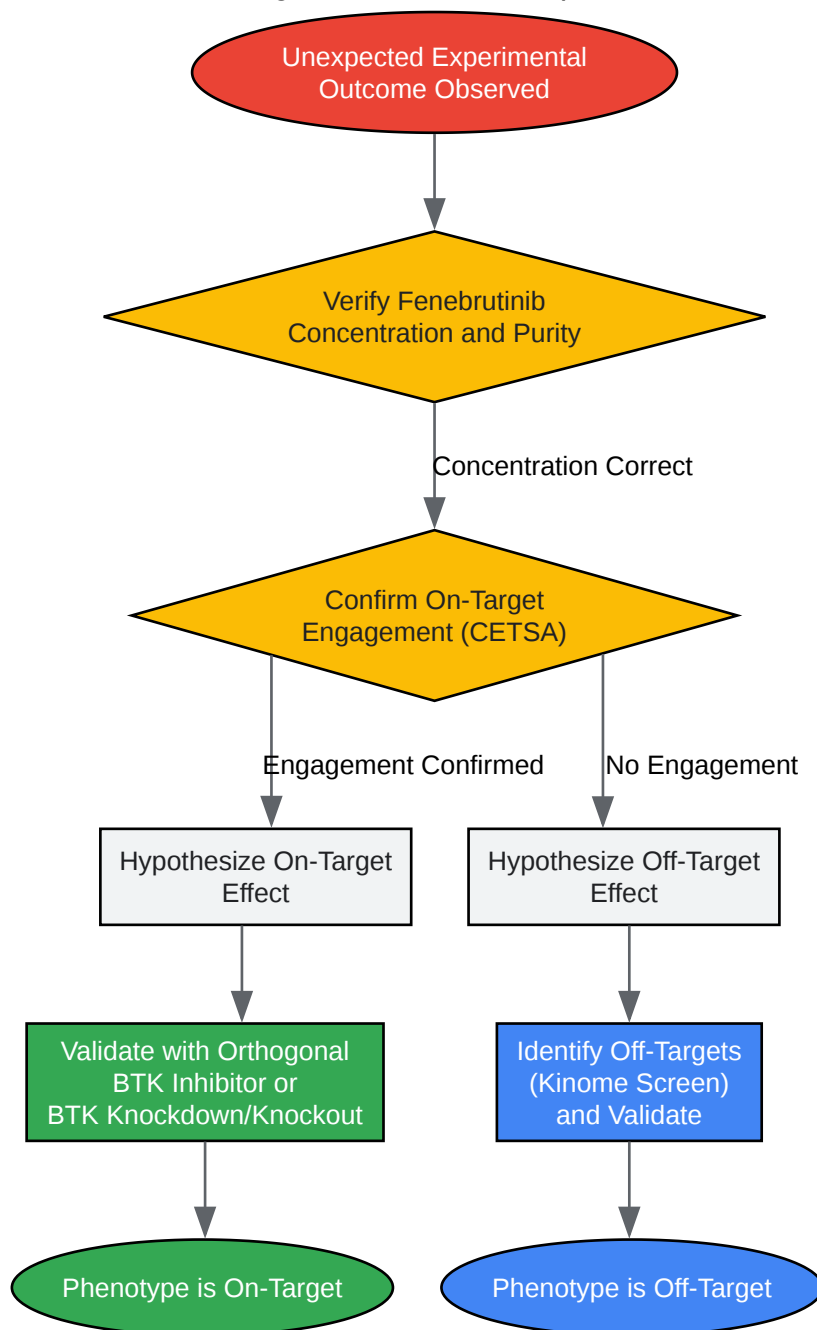 Unexpected Experimental
Outcome Observed
Verify Fenebrutinib
Concentration and Purity
Concentration Correct
Confirm On-Target
Engagement (CETSA)
Engagement Confirmed
No Engagement
Hypothesize On-Target
Effect
Hypothesize Off-Target
Effect
Validate with Orthogonal
BTK Inhibitor or
BTK Knockdown/Knockout
Identify Off-Targets
(Kinome Screen)
and Validate
Phenotype is On-Target
Phenotype is Off-Target